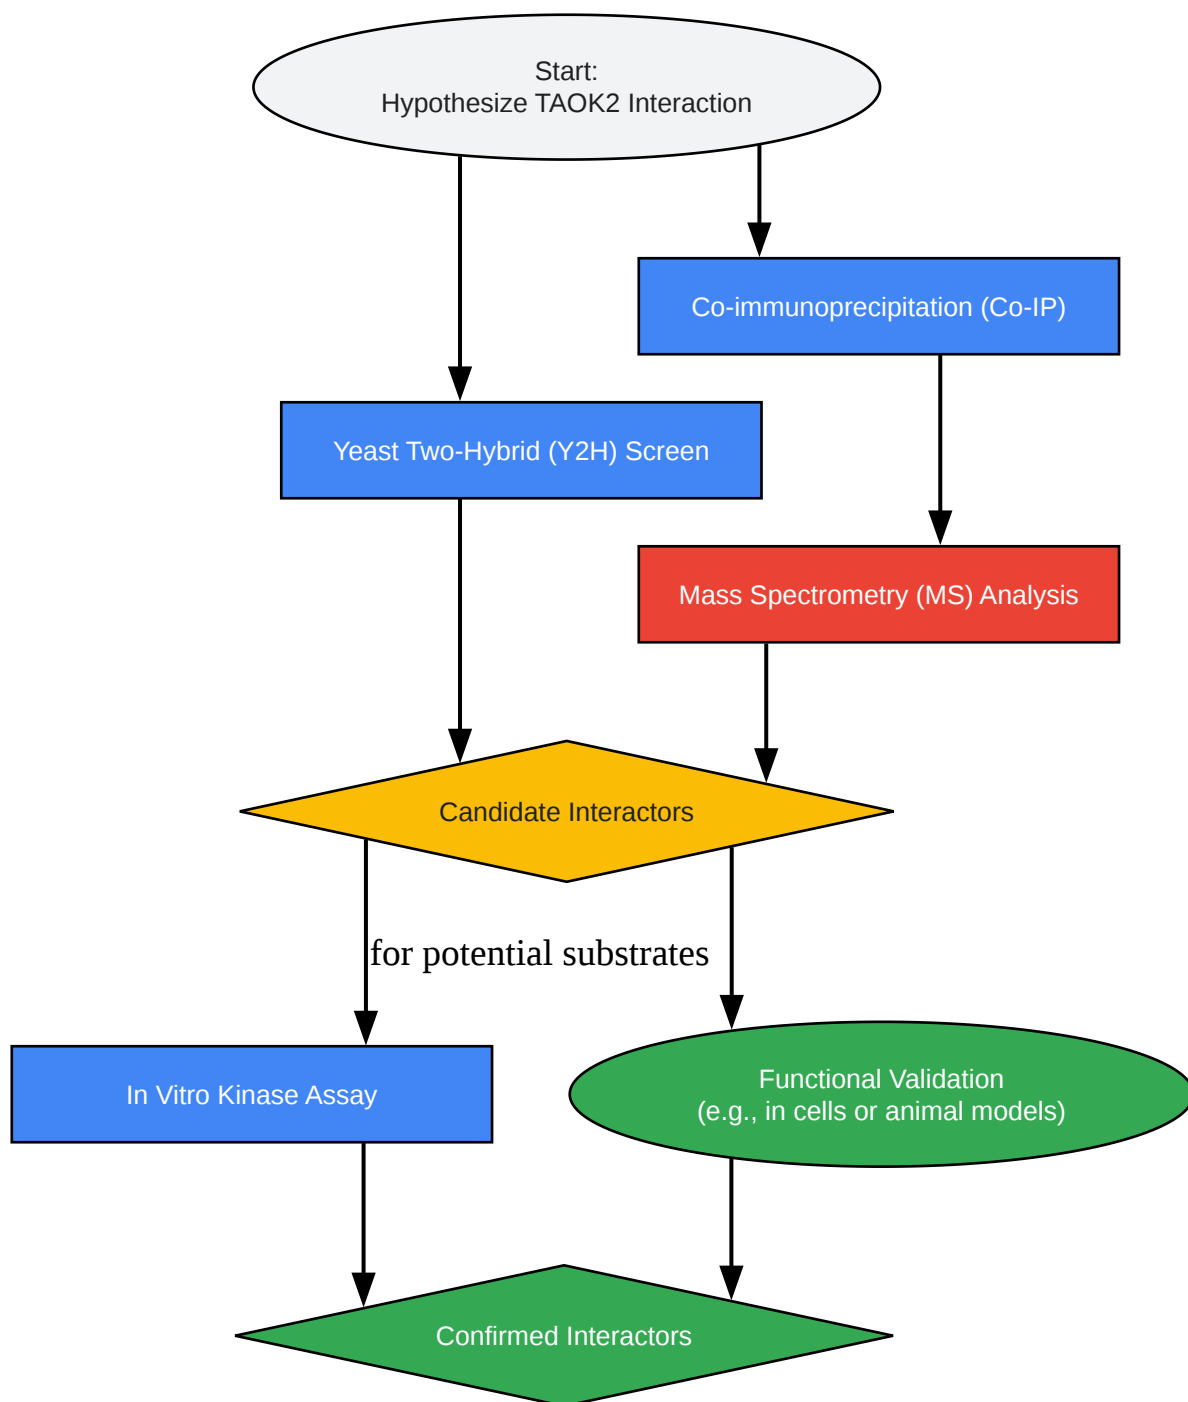 Start:
Hypothesize TAOK2 Interaction
Co-immunoprecipitation (Co-IP)
Yeast Two-Hybrid (Y2H) Screen
Mass Spectrometry (MS) Analysis
Candidate Interactors
for potential substrates
In Vitro Kinase Assay
Functional Validation
(e.g., in cells or animal models)
Confirmed Interactors